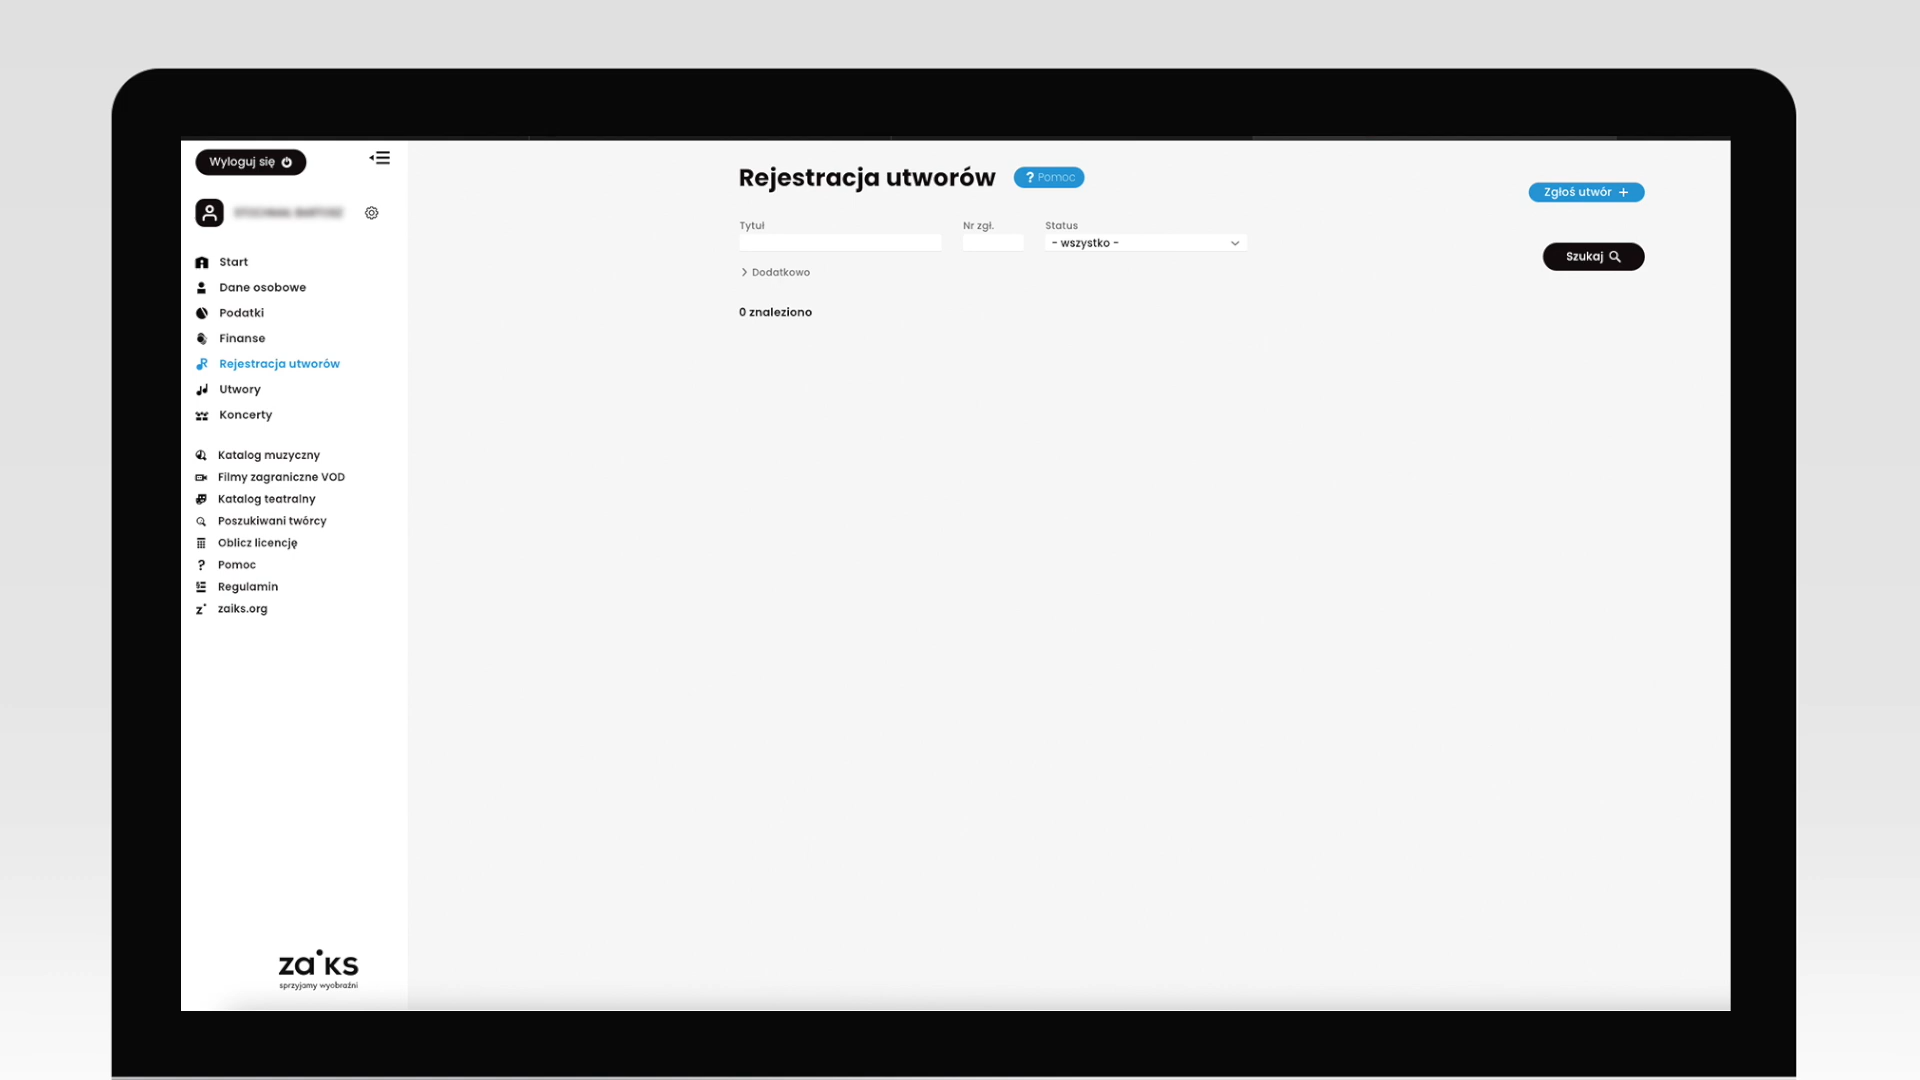 Wyloguj się
Start
Dane osobowe
Podatki
Finanse
Rejestracja utworów
Utwory
Koncerty
Katalog muzyczny
Filmy zagraniczne VOD
Katalog teatralny
Poszukiwani twórcy
Oblicz licencję
? Pomoc
Regulamin
zaiks.org
zaiks
sprzyjamy wyobraźni
Rejestracja utworów
? Pomoc
Zgłoś utwór +
Tytuł
Nr zgł.
Status
- wszystko -
Szukaj
Dodatkowo
0 znaleziono